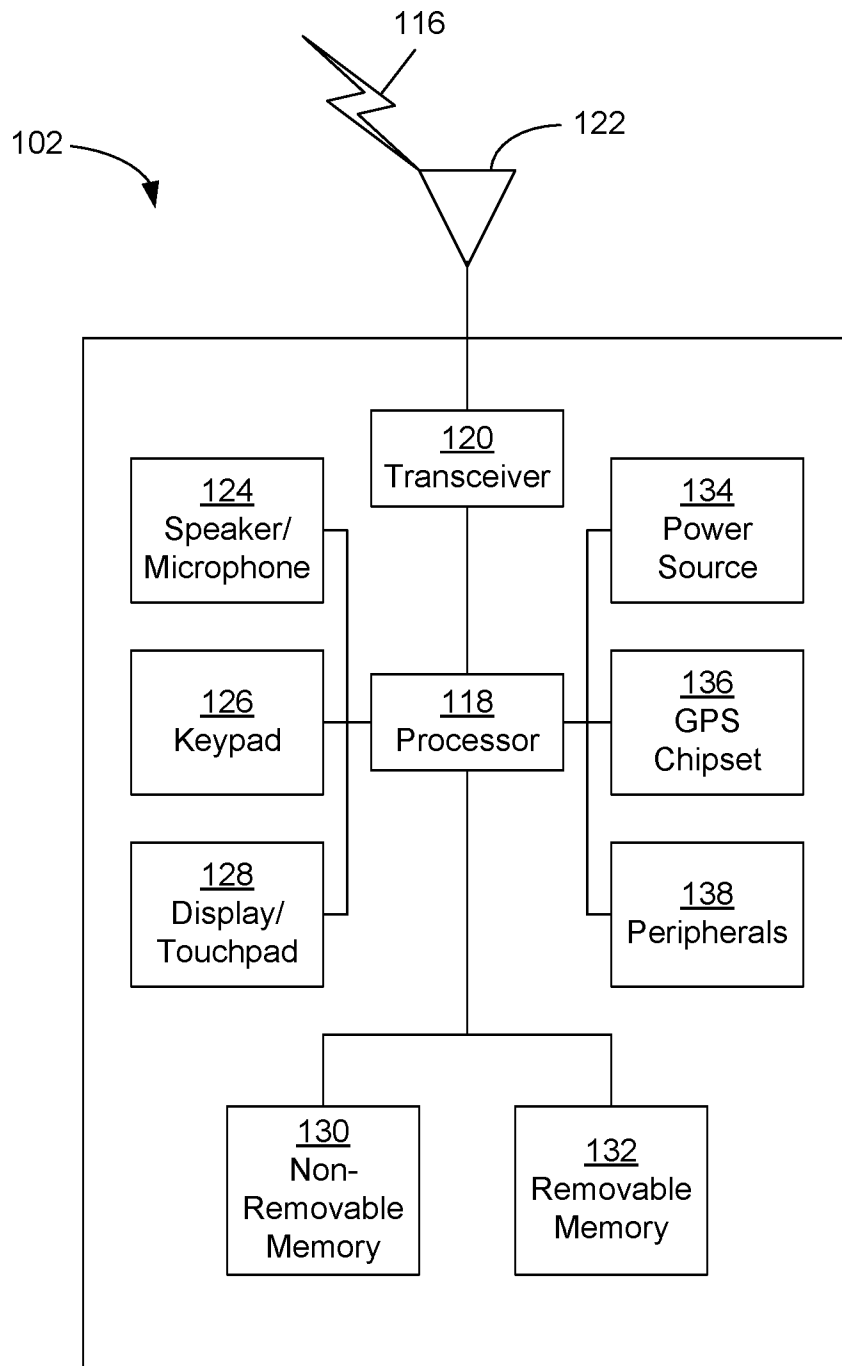 116
122
102
120
Transceiver
124
Speaker/
Microphone
134
Power
Source
126
Keypad
118
Processor
136
GPS
Chipset
128
Display/
Touchpad
138
Peripherals
130
Non-
Removable
Memory
132
Removable
Memory